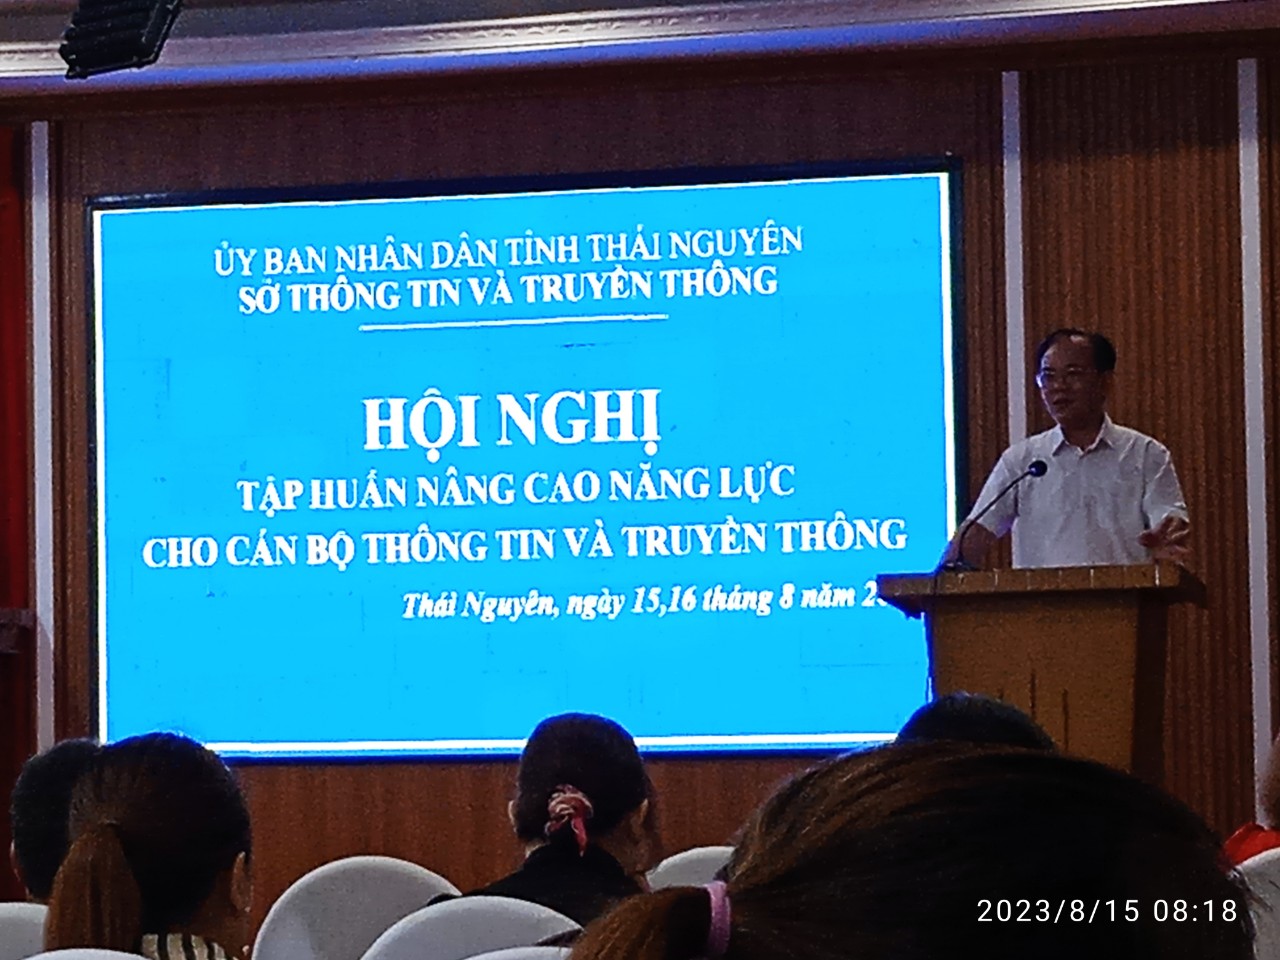 ỦY BAN NHÂN DÂN TỈNH THÁI NGUYÊN
SỞ THÔNG TIN VÀ TRUYỀN THÔNG
HỘI NGHỊ
TẬP HUẤN NÂNG CAO NĂNG LỰC
CHO CÁN BỘ THÔNG TIN VÀ TRUYỀN THÔNG
Thái Nguyên, ngày 15,16 tháng 8 năm
2023/8/15 08:18